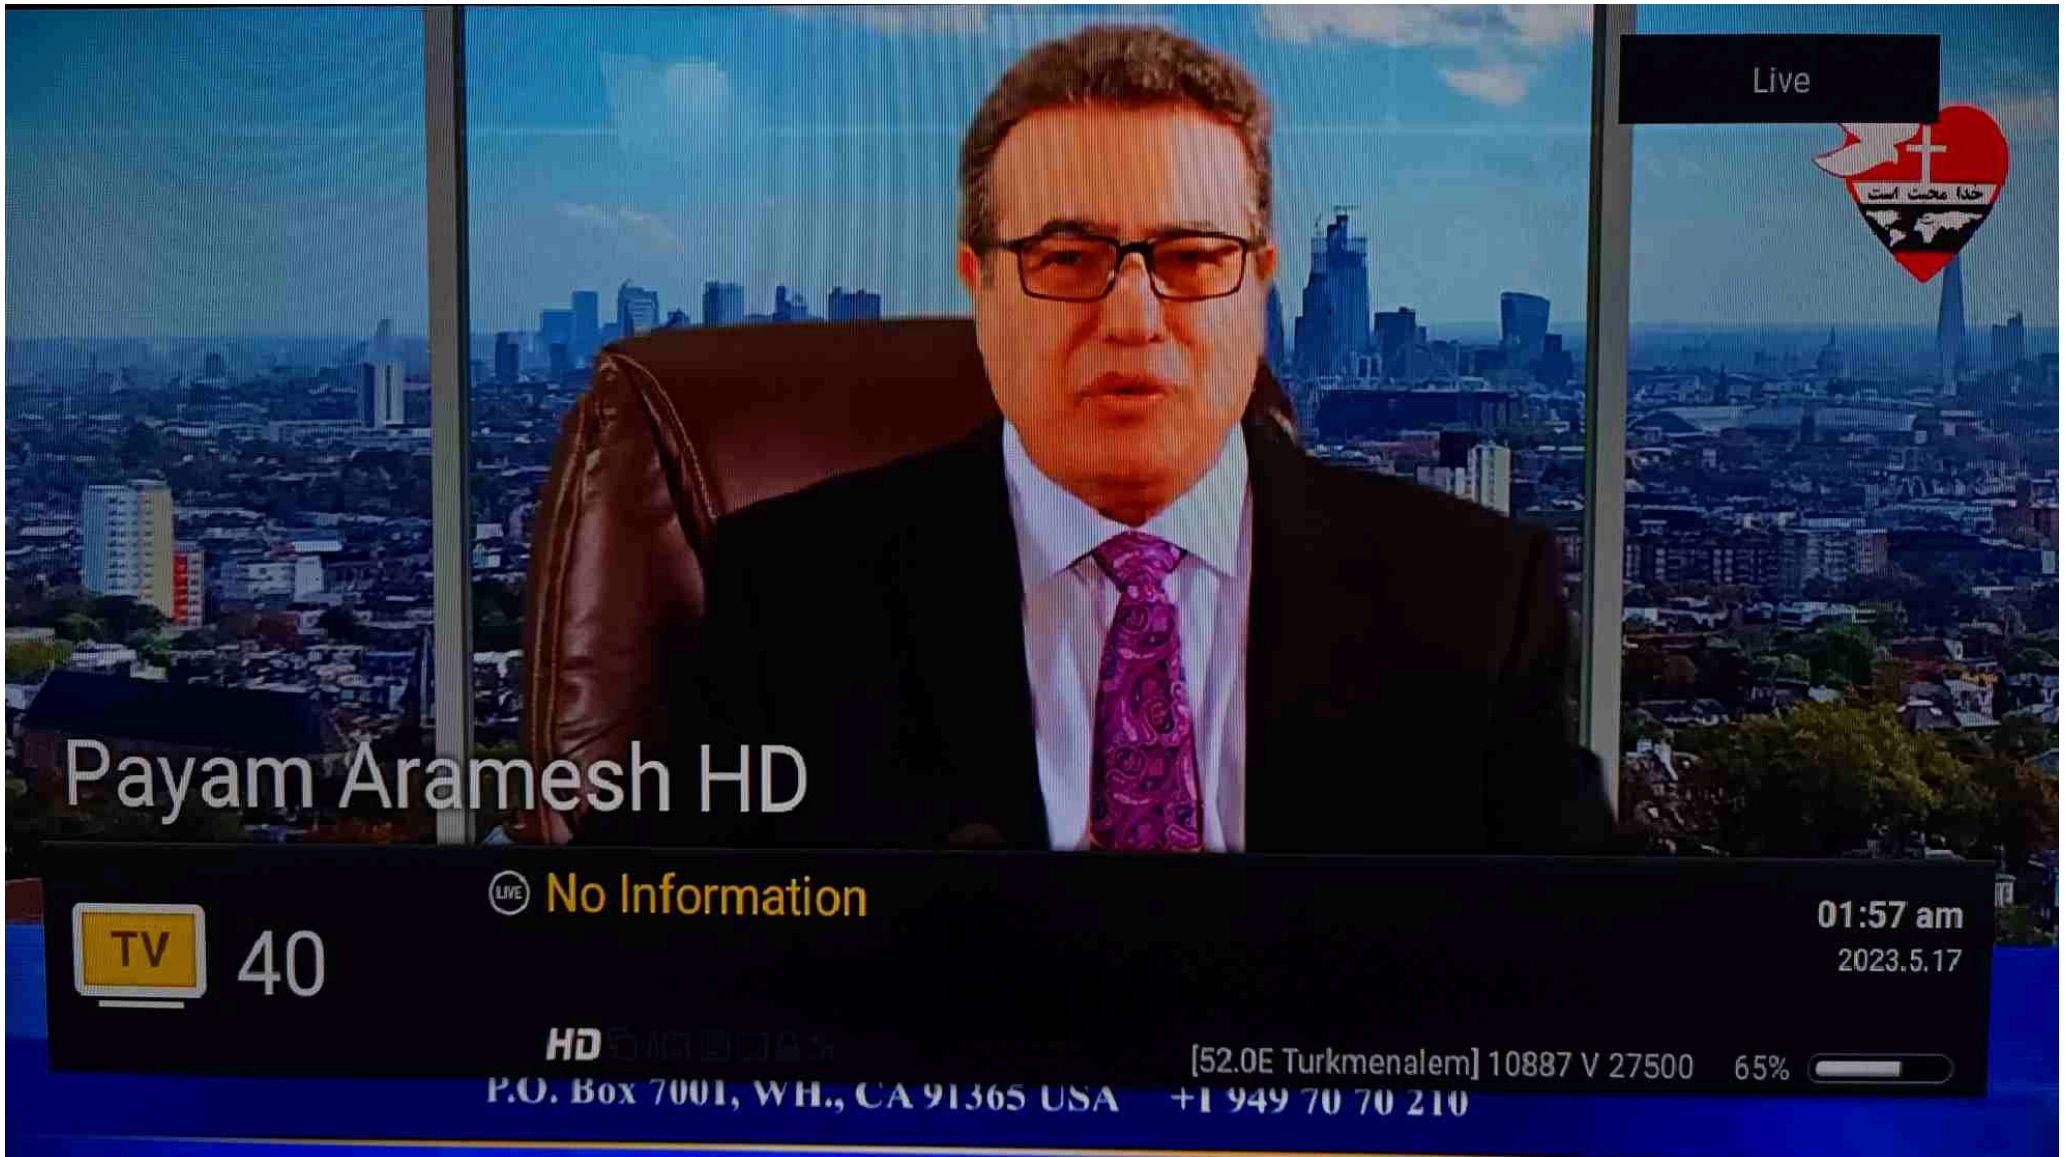 Live
خدا محبت است
Payam Aramesh HD
LIVE No Information
TV 40
01:57 am
2023.5.17
HD
[52.0E Turkmenalem] 10887 V 27500 65%
P.O. Box 7001, WH., CA 91365 USA +1 949 70 70 210